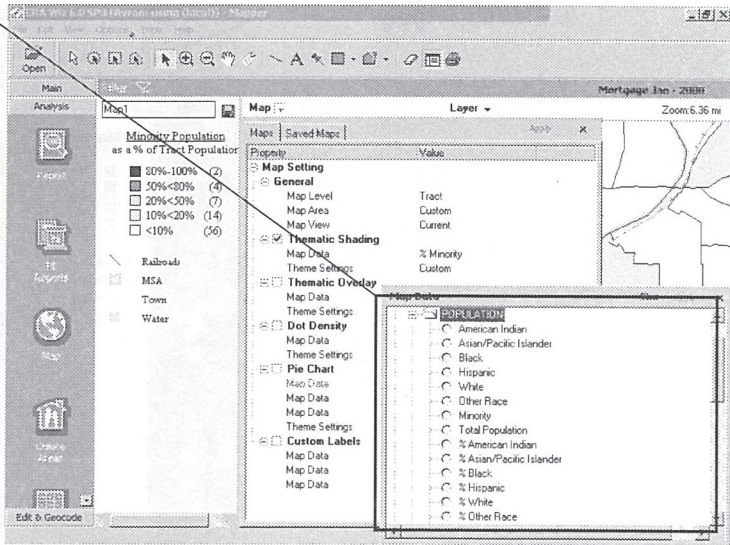 Mapper
Open
Main
Analysis
Mortgage Jan - 2000
Map1
Map
Layer
Zoom:6.36 mi
Minority Population
as a % of Tract Population
80%-100% (2)
50%<80% (4)
20%<50% (7)
10%<20% (14)
<10% (56)
Railroads
MSA
Town
Water
Maps
Saved Maps
Apply
Property Value
Map Setting
General
Map Level Tract
Map Area Custom
Map View Current
Thematic Shading
Map Data % Minority
Theme Settings Custom
Thematic Overlay
Map Data
Theme Settings
Dot Density
Map Data
Theme Settings
Pie Chart
Map Data
Map Data
Map Data
Theme Settings
Custom Labels
Map Data
Map Data
Map Data
Map Data
POPULATION
American Indian
Asian/Pacific Islander
Black
Hispanic
White
Other Race
Minority
Total Population
% American Indian
% Asian/Pacific Islander
% Black
% Hispanic
% White
% Other Race
Map
Edit & Geocode